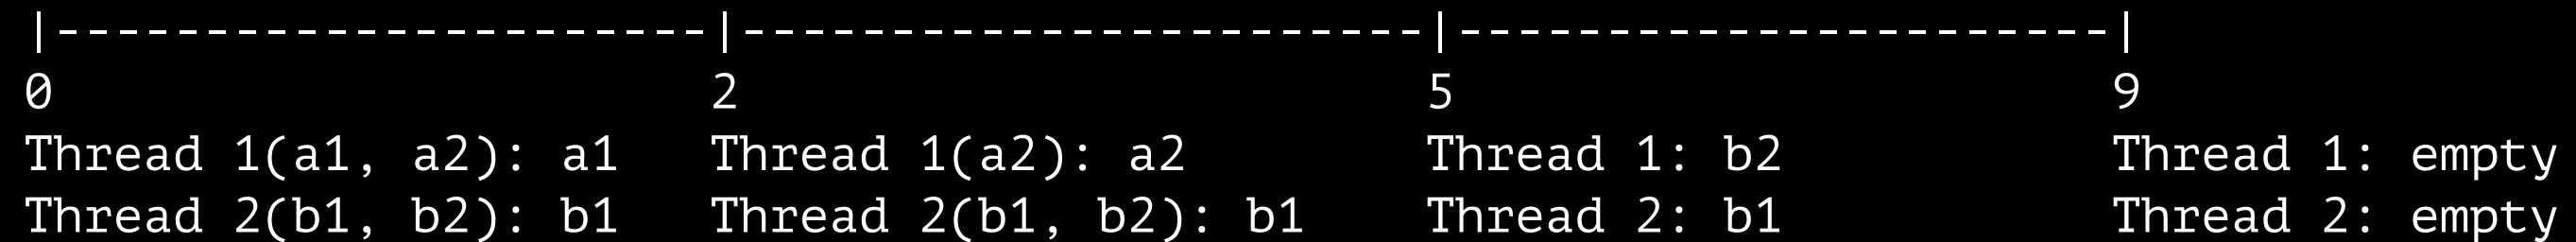 |----------------------|-----------------------|----------------------|
0                      2                       5                      9
Thread 1(a1, a2): a1   Thread 1(a2): a2        Thread 1: b2           Thread 1: empty
Thread 2(b1, b2): b1   Thread 2(b1, b2): b1    Thread 2: b1           Thread 2: empty